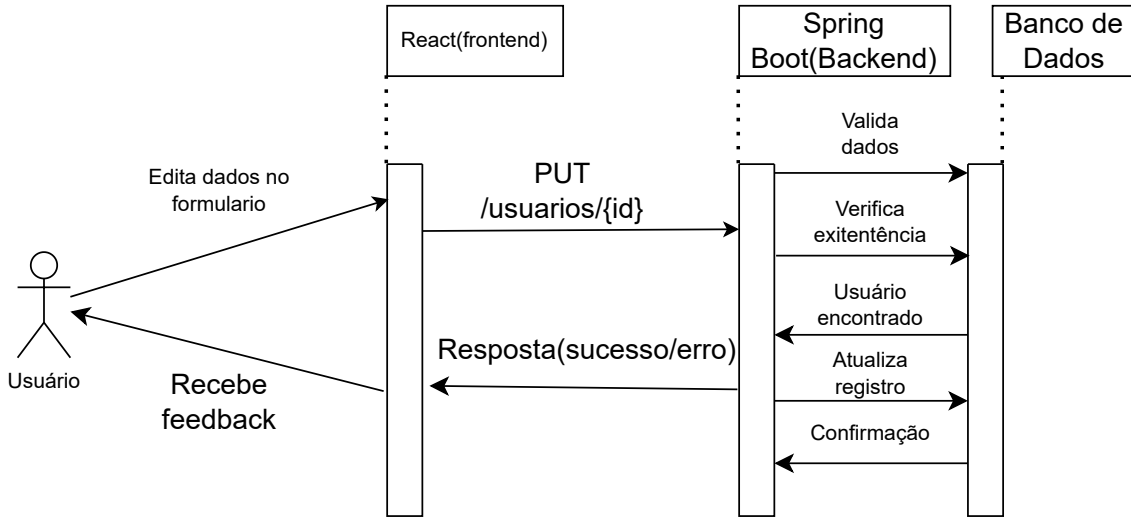 React(frontend)
Spring
Boot(Backend)
Banco de
Dados
Valida
dados
Edita dados no
formulario
PUT
/usuarios/{id}
Verifica
exitentência
Usuário
encontrado
Resposta(sucesso/erro)
Atualiza
registro
Usuário
Recebe
feedback
Confirmação